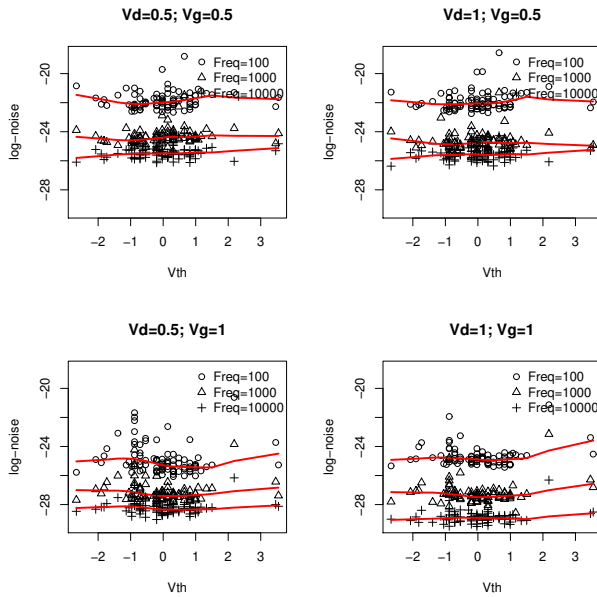 Vd=0.5; Vg=0.5
Freq=100
Freq=1000
Freq=10000
log−noise
−20
−24
−28
−2 −1 0 1 2 3
Vth
Vd=1; Vg=0.5
Freq=100
Freq=1000
Freq=10000
log−noise
−20
−24
−28
−2 −1 0 1 2 3
Vth
Vd=0.5; Vg=1
Freq=100
Freq=1000
Freq=10000
log−noise
−20
−24
−28
−2 −1 0 1 2 3
Vth
Vd=1; Vg=1
Freq=100
Freq=1000
Freq=10000
log−noise
−20
−24
−28
−2 −1 0 1 2 3
Vth